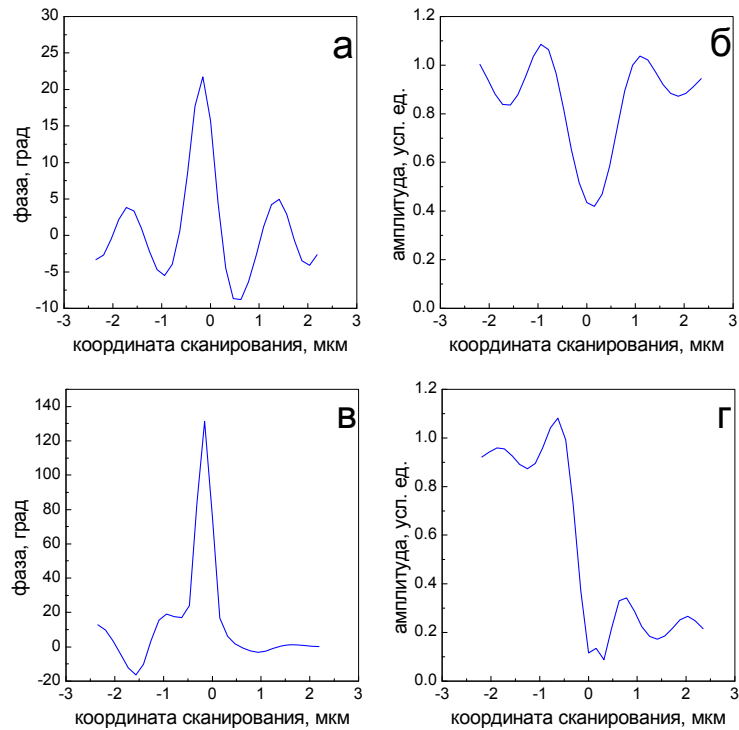 а
фаза, град
30
25
20
15
10
5
0
-5
-10
-3 -2 -1 0 1 2 3
координата сканирования, мкм
б
амплитуда, усл. ед.
1.2
1.0
0.8
0.6
0.4
0.2
0.0
-3 -2 -1 0 1 2 3
координата сканирования, мкм
в
фаза, град
140
120
100
80
60
40
20
0
-20
-3 -2 -1 0 1 2 3
координата сканирования, мкм
г
амплитуда, усл. ед.
1.2
1.0
0.8
0.6
0.4
0.2
0.0
-3 -2 -1 0 1 2 3
координата сканирования, мкм